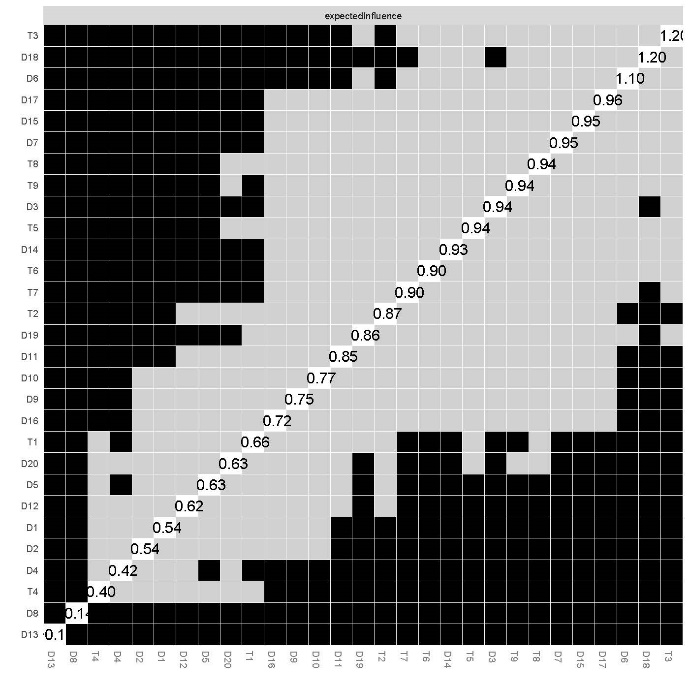 expectedInfluence
T3 1.20
D18 1.20
D6 1.10
D17 0.96
D15 0.95
D7 0.95
T8 0.94
T9 0.94
D3 0.94
T5 0.94
D14 0.93
T6 0.90
T7 0.90
T2 0.87
D19 0.86
D11 0.85
D10 0.77
D9 0.75
D16 0.72
T1 0.66
D20 0.63
D5 0.63
D12 0.62
D1 0.54
D2 0.54
D4 0.42
T4 0.40
D8 0.14
D13 -0.1
D13 D8 T4 D4 D2 D1 D12 D5 D20 T1 D16 D9 D10 D11 D19 T2 T7 T6 D14 T5 D3 T9 T8 D7 D15 D17 D6 D18 T3